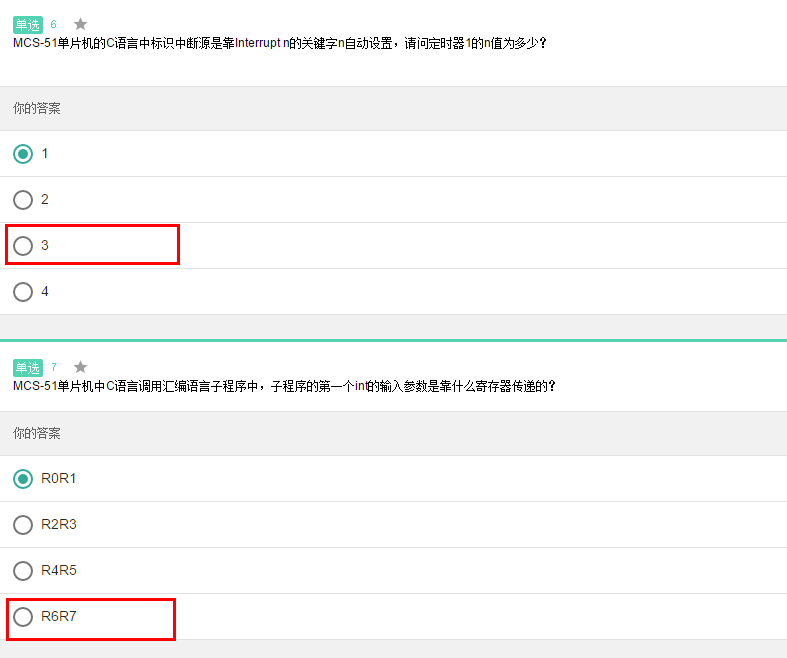 单选 6
MCS-51单片机的C语言中标识中断源是靠Interrupt n的关键字n自动设置，请问定时器1的n值为多少？
你的答案
1
2
3
4
单选 7
MCS-51单片机中C语言调用汇编语言子程序中，子程序的第一个int的输入参数是靠什么寄存器传递的？
你的答案
R0R1
R2R3
R4R5
R6R7